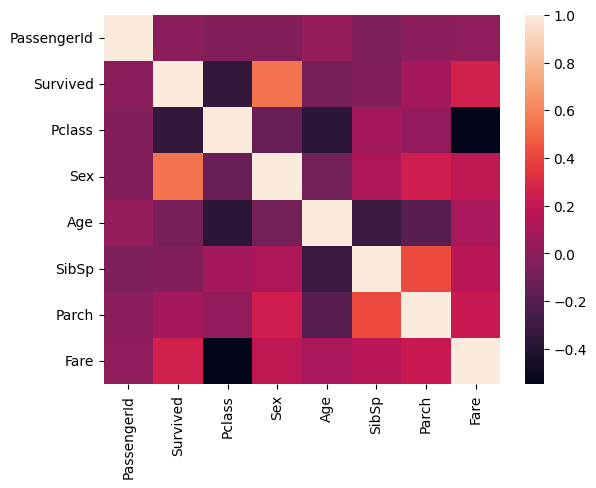 PassengerId
Survived
Pclass
Sex
Age
SibSp
Parch
Fare
PassengerId
Survived
Pclass
Sex
Age
SibSp
Parch
Fare
1.0
0.8
0.6
0.4
0.2
0.0
−0.2
−0.4